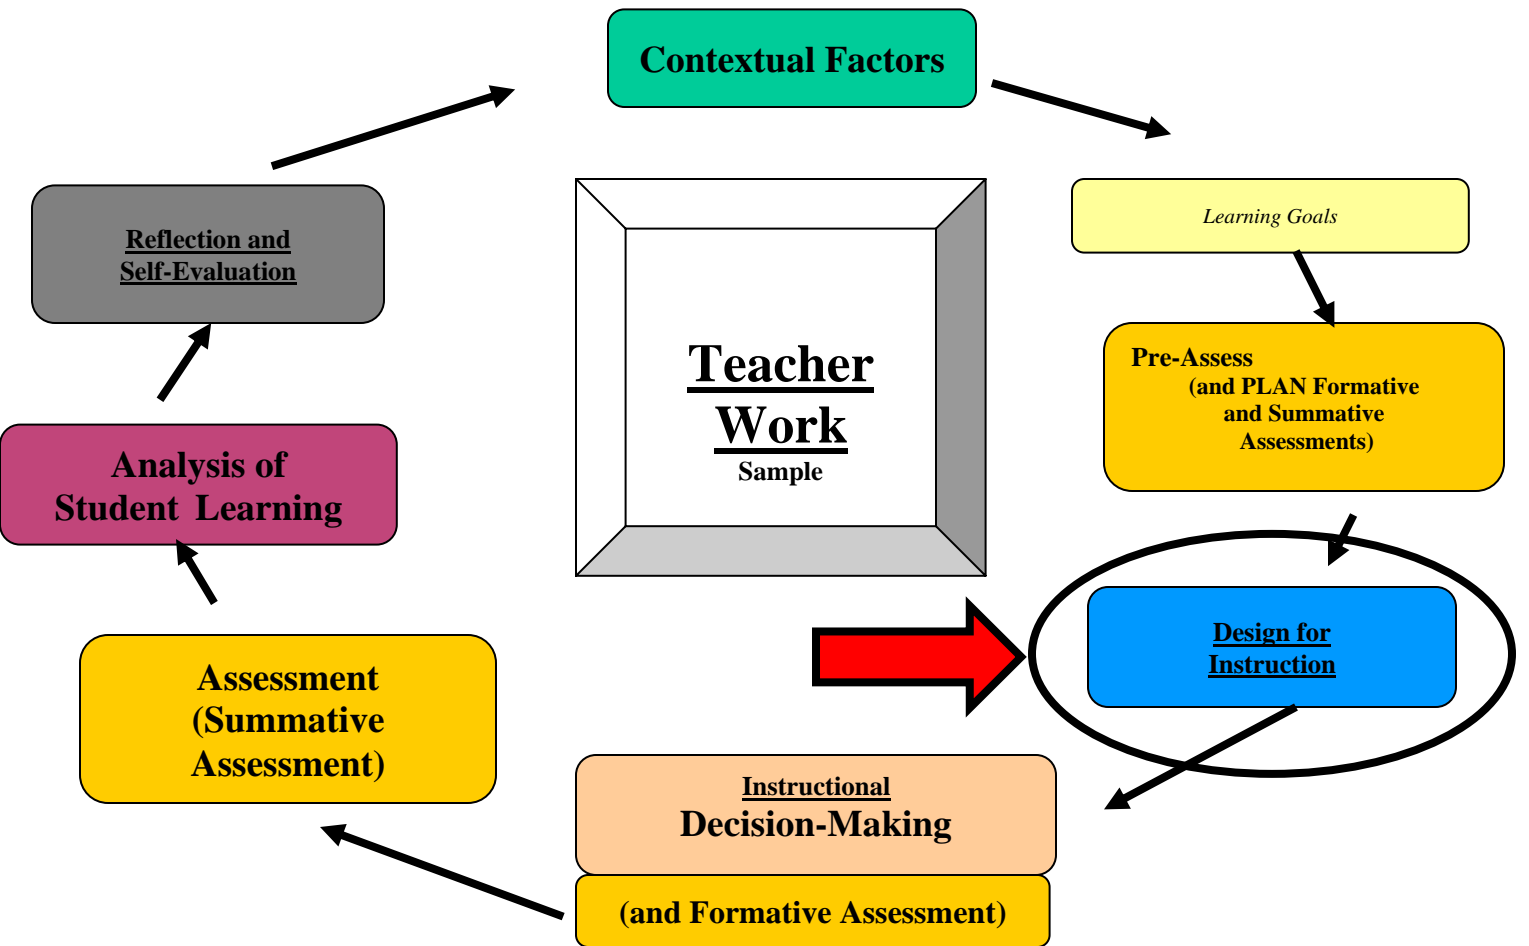 Contextual Factors
Learning Goals
Pre-Assess
(and PLAN Formative
and Summative
Assessments)
Design for
Instruction
Instructional
Decision-Making
(and Formative Assessment)
Assessment
(Summative
Assessment)
Analysis of
Student Learning
Reflection and
Self-Evaluation
Teacher
Work
Sample